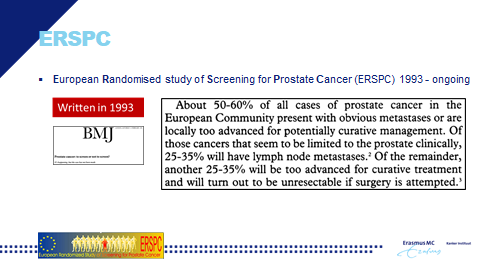 ERSPC
European Randomised study of Screening for Prostate Cancer (ERSPC) 1993 - ongoing
Written in 1993
BMJ
About 50-60% of all cases of prostate cancer in the
European Community present with obvious metastases or are
locally too advanced for potentially curative management. Of
those cancers that seem to be limited to the prostate clinically,
25-35% will have lymph node metastases.² Of the remainder,
another 25-35% will be too advanced for curative treatment
and will turn out to be unresectable if surgery is attempted.³
ERSPC
European Randomised Study Screening for Prostate Cancer
Erasmus MC
Erasmus